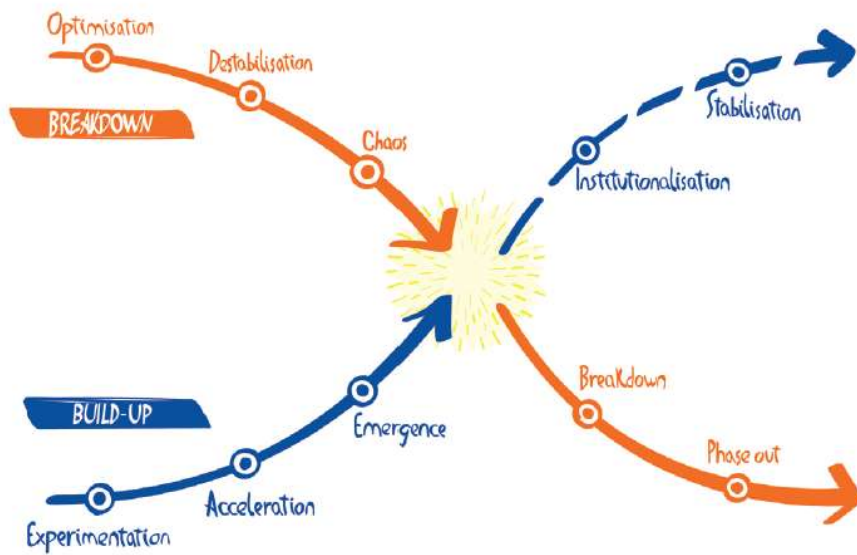 Optimisation
Destabilisation
BREAKDOWN
Chaos
Stabilisation
Institutionalisation
BUILD-UP
Emergence
Acceleration
Experimentation
Breakdown
Phase out